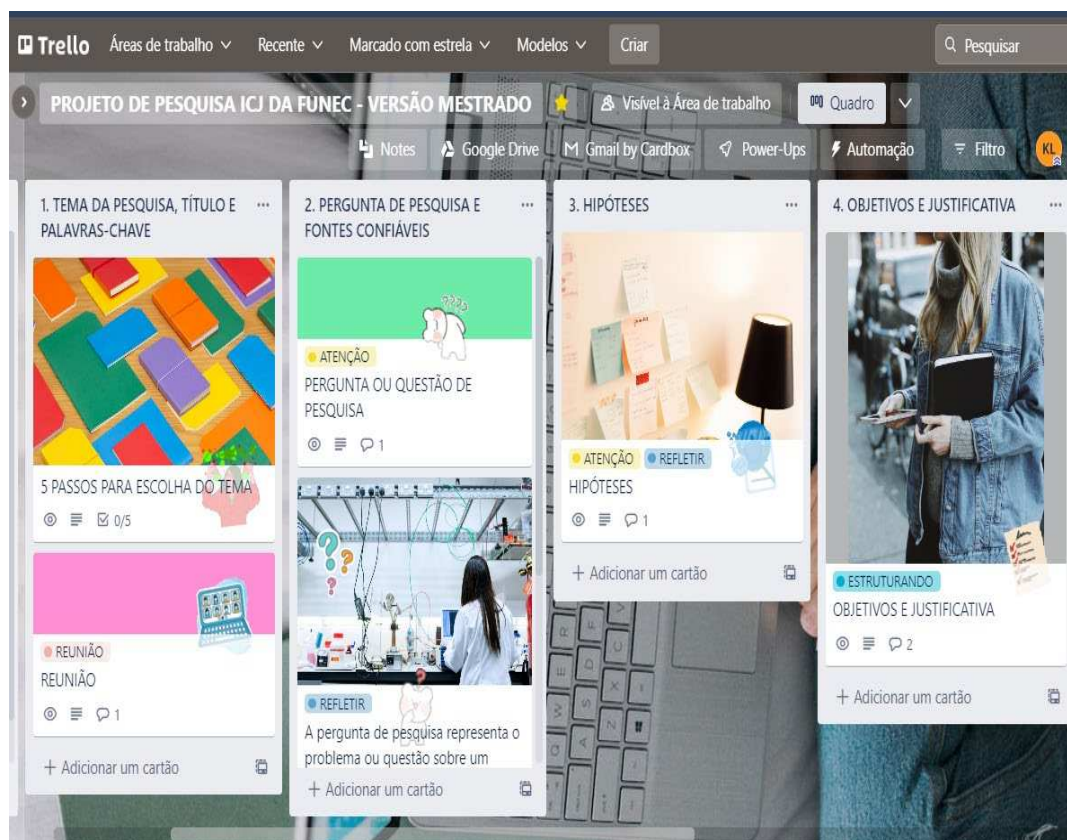 Trello Áreas de trabalho Recente Marcado com estrela Modelos Criar Pesquisar
PROJETO DE PESQUISA ICJ DA FUNEC - VERSÃO MESTRADO Visível à Área de trabalho Quadro
Notes Google Drive Gmail by Cardbox Power-Ups Automação Filtro KL
1. TEMA DA PESQUISA, TÍTULO E
PALAVRAS-CHAVE
5 PASSOS PARA ESCOLHA DO TEMA
0/5
REUNIÃO
REUNIÃO
1
+ Adicionar um cartão
2. PERGUNTA DE PESQUISA E
FONTES CONFIÁVEIS
????
ATENÇÃO
PERGUNTA OU QUESTÃO DE
PESQUISA
1
???
REFLETIR
?
A pergunta de pesquisa representa o
problema ou questão sobre um
+ Adicionar um cartão
3. HIPÓTESES
ATENÇÃO REFLETIR
HIPÓTESES
1
+ Adicionar um cartão
4. OBJETIVOS E JUSTIFICATIVA
ESTRUTURANDO
OBJETIVOS E JUSTIFICATIVA
2
+ Adicionar um cartão